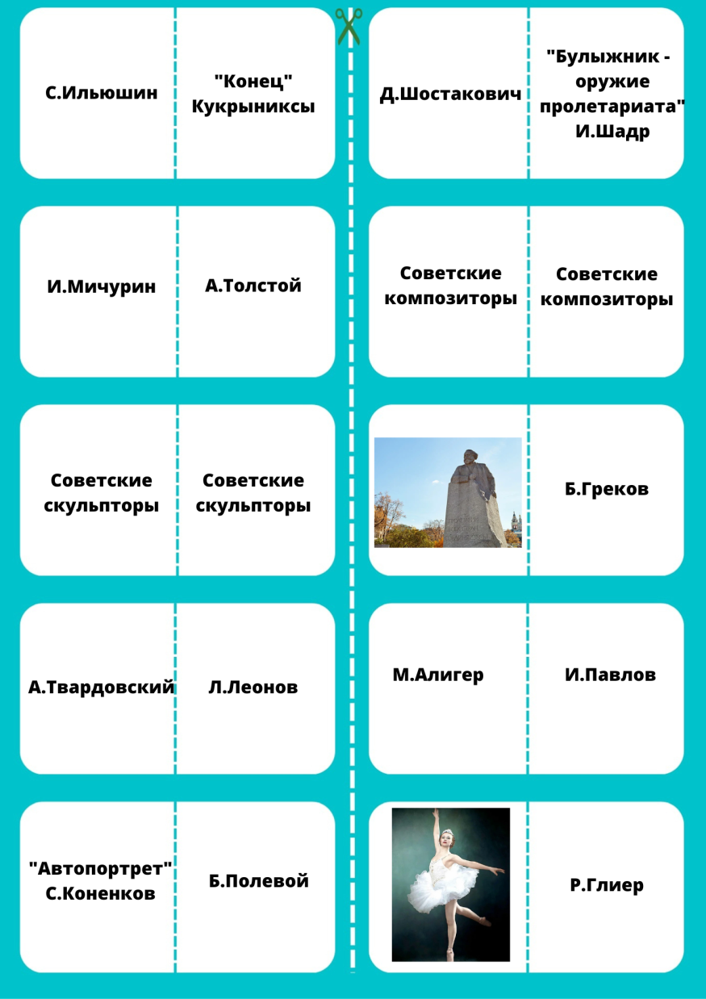 С.Ильюшин
"Конец"
Кукрыниксы
Д.Шостакович
"Булыжник -
оружие
пролетариата"
И.Шадр
И.Мичурин
А.Толстой
Советские
композиторы
Советские
композиторы
Советские
скульпторы
Советские
скульпторы
Б.Греков
А.Твардовский
Л.Леонов
М.Алигер
И.Павлов
"Автопортрет"
С.Коненков
Б.Полевой
Р.Глиер